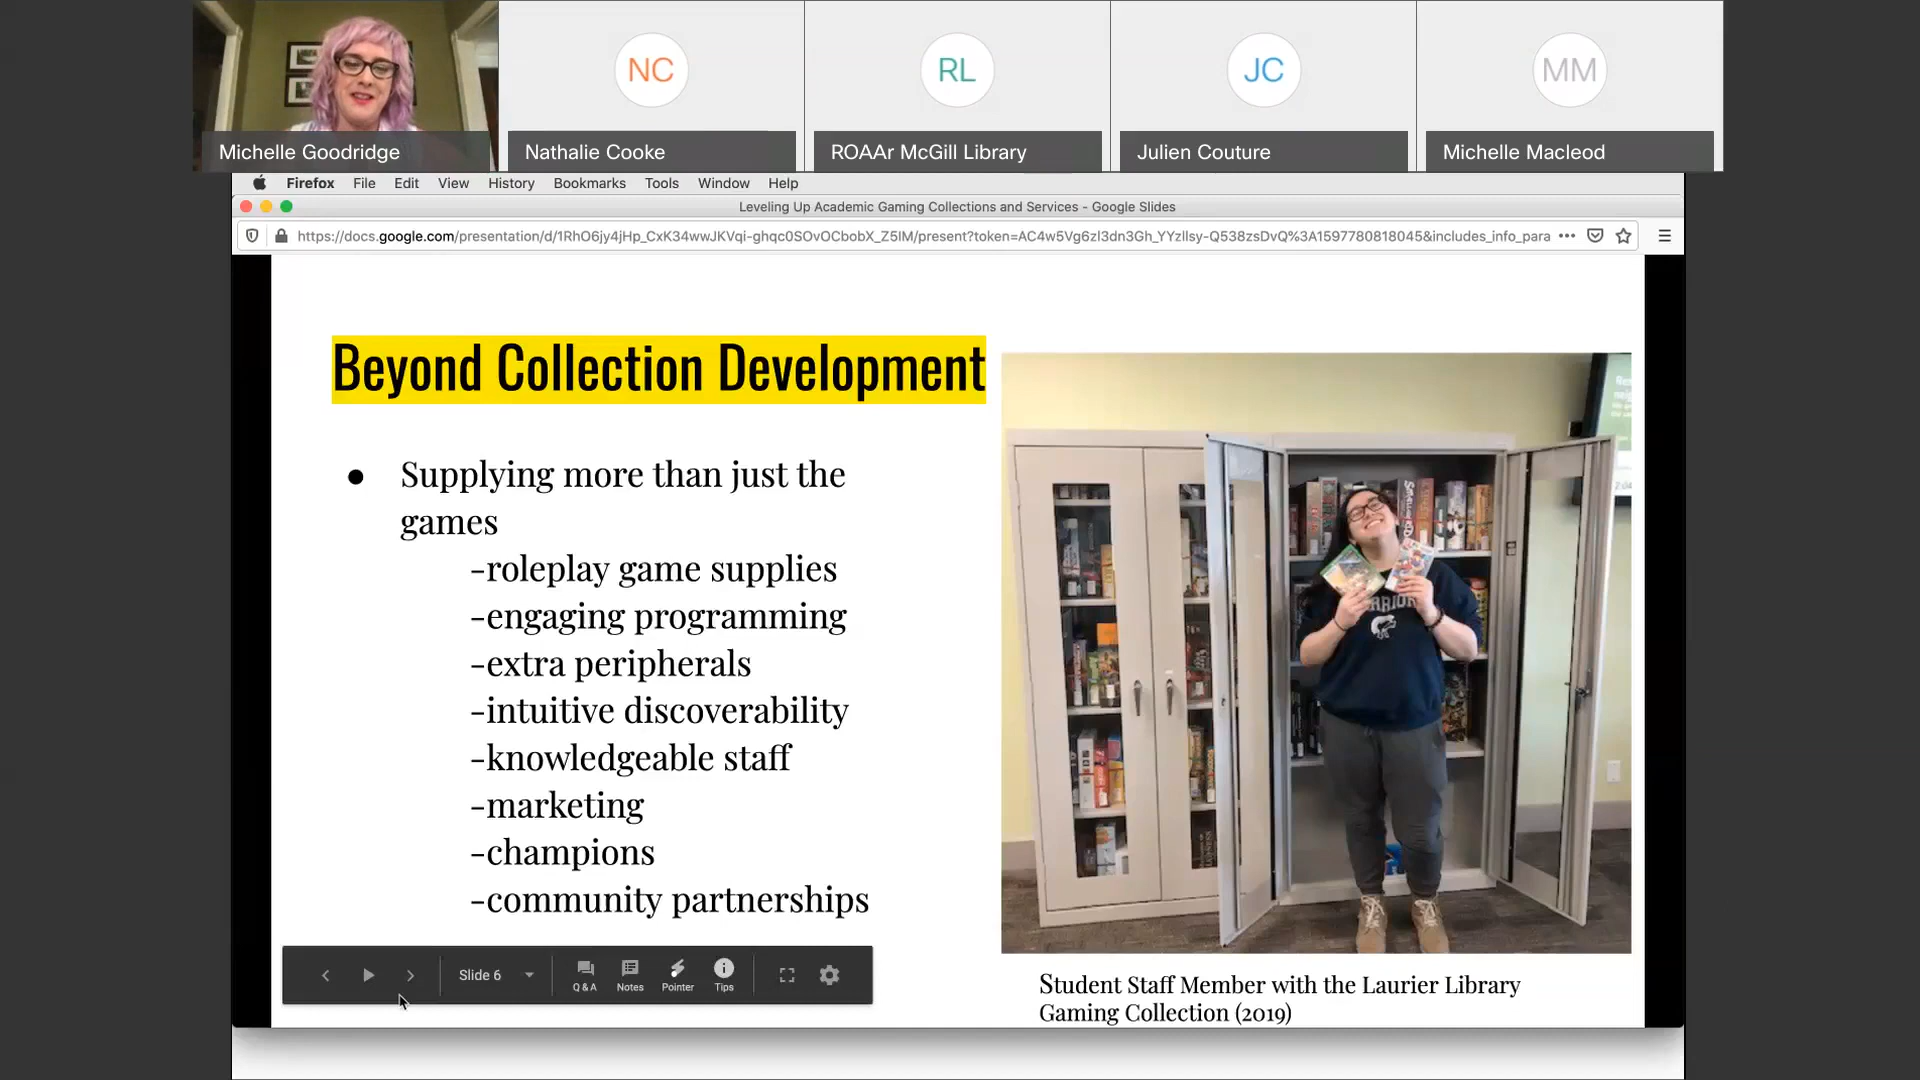 NC
RL
JC
MM
Michelle Goodridge
Nathalie Cooke
ROAAr McGill Library
Julien Couture
Michelle Macleod
Firefox File Edit View History Bookmarks Tools Window Help
Leveling Up Academic Gaming Collections and Services - Google Slides
https://docs.google.com/presentation/d/1RhO6jy4jHp_CxK34wwJKVqi-ghqc0SOvOCbobX_Z5IM/present?token=AC4w5Vg6zI3dn3Gh_YYzllsy-Q538zsDvQ%3A1597780818045&includes_info_para
Beyond Collection Development
● Supplying more than just the
games
-roleplay game supplies
-engaging programming
-extra peripherals
-intuitive discoverability
-knowledgeable staff
-marketing
-champions
-community partnerships
Slide 6
Q & A
Notes
Pointer
Tips
Student Staff Member with the Laurier Library
Gaming Collection (2019)